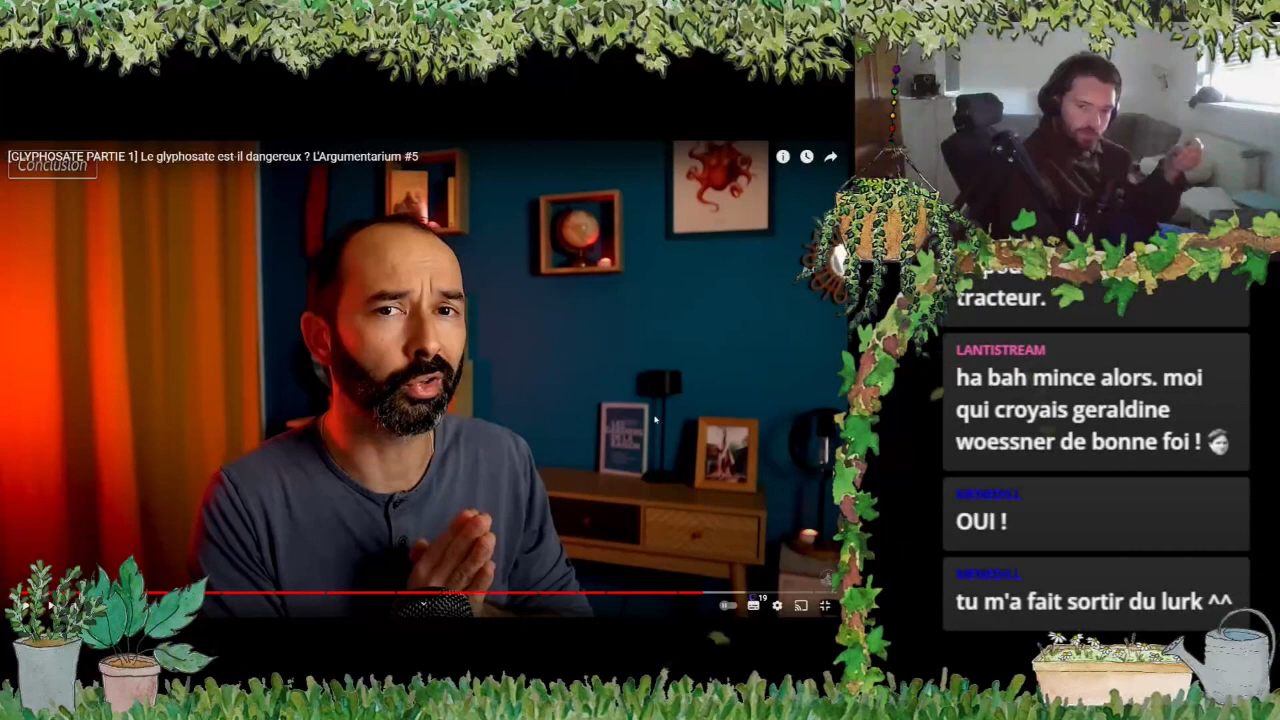 [GLYPHOSATE PARTIE 1] Le glyphosate est-il dangereux ? L'Argumentarium #5
Conclusion
tracteur.
LANTISTREAM
ha bah mince alors. moi
qui croyais geraldine
woessner de bonne foi !
OUI !
tu m'a fait sortir du lurk ^^
19